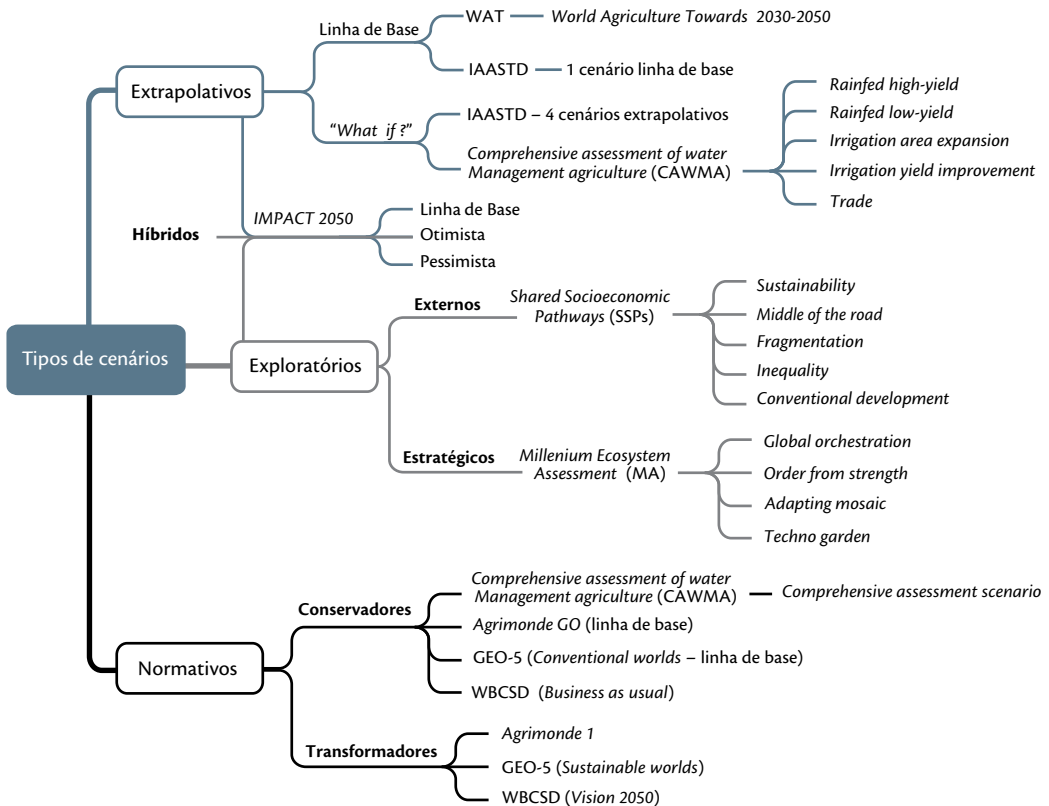 Tipos de cenários
Extrapolativos
Linha de Base
WAT
World Agriculture Towards 2030-2050
IAASTD
1 cenário linha de base
“What if ?”
IAASTD – 4 cenários extrapolativos
Comprehensive assessment of water
Management agriculture (CAWMA)
Rainfed high-yield
Rainfed low-yield
Irrigation area expansion
Irrigation yield improvement
Trade
Híbridos
IMPACT 2050
Linha de Base
Otimista
Pessimista
Exploratórios
Externos
Shared Socioeconomic
Pathways (SSPs)
Sustainability
Middle of the road
Fragmentation
Inequality
Conventional development
Estratégicos
Millenium Ecosystem
Assessment (MA)
Global orchestration
Order from strength
Adapting mosaic
Techno garden
Normativos
Conservadores
Comprehensive assessment of water
Management agriculture (CAWMA)
Comprehensive assessment scenario
Agrimonde GO (linha de base)
GEO-5 (Conventional worlds – linha de base)
WBCSD (Business as usual)
Transformadores
Agrimonde 1
GEO-5 (Sustainable worlds)
WBCSD (Vision 2050)